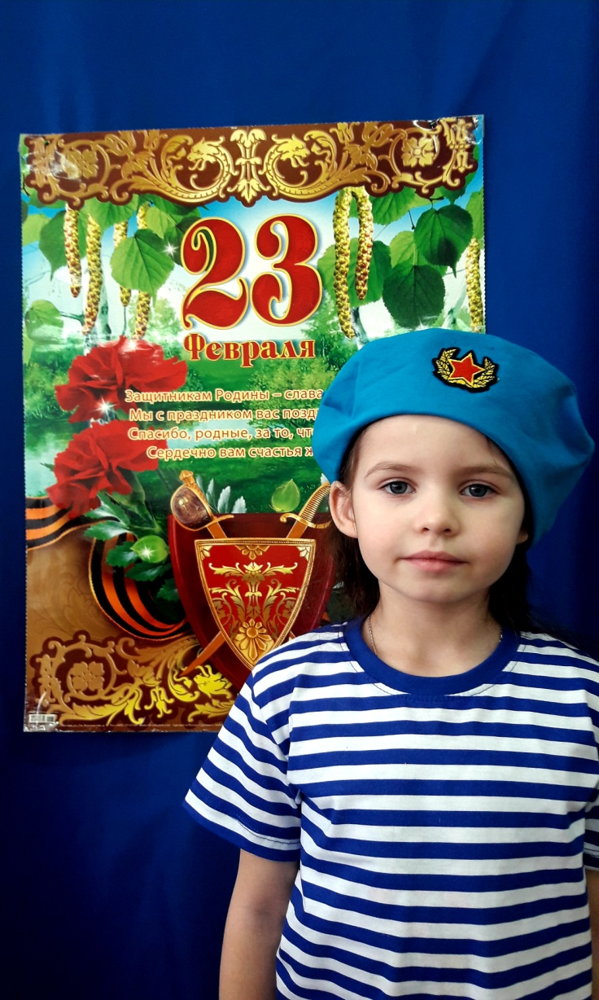 23
Февраля
Защитникам Родины – слава
Мы с праздником вас
Спасибо, родные, за то,
Сердечно вам счастья